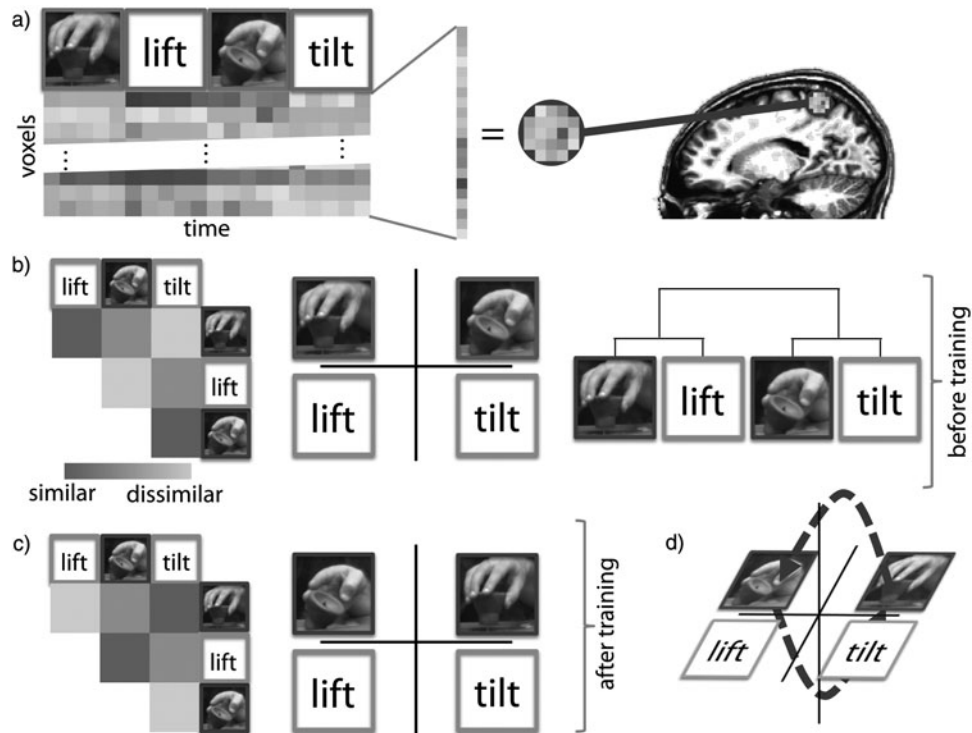 a)
lift tilt
voxels
=
time
b)
lift tilt
lift
similar dissimilar
lift tilt
lift tilt
before training
c)
lift tilt
lift
lift tilt
after training
d)
lift tilt